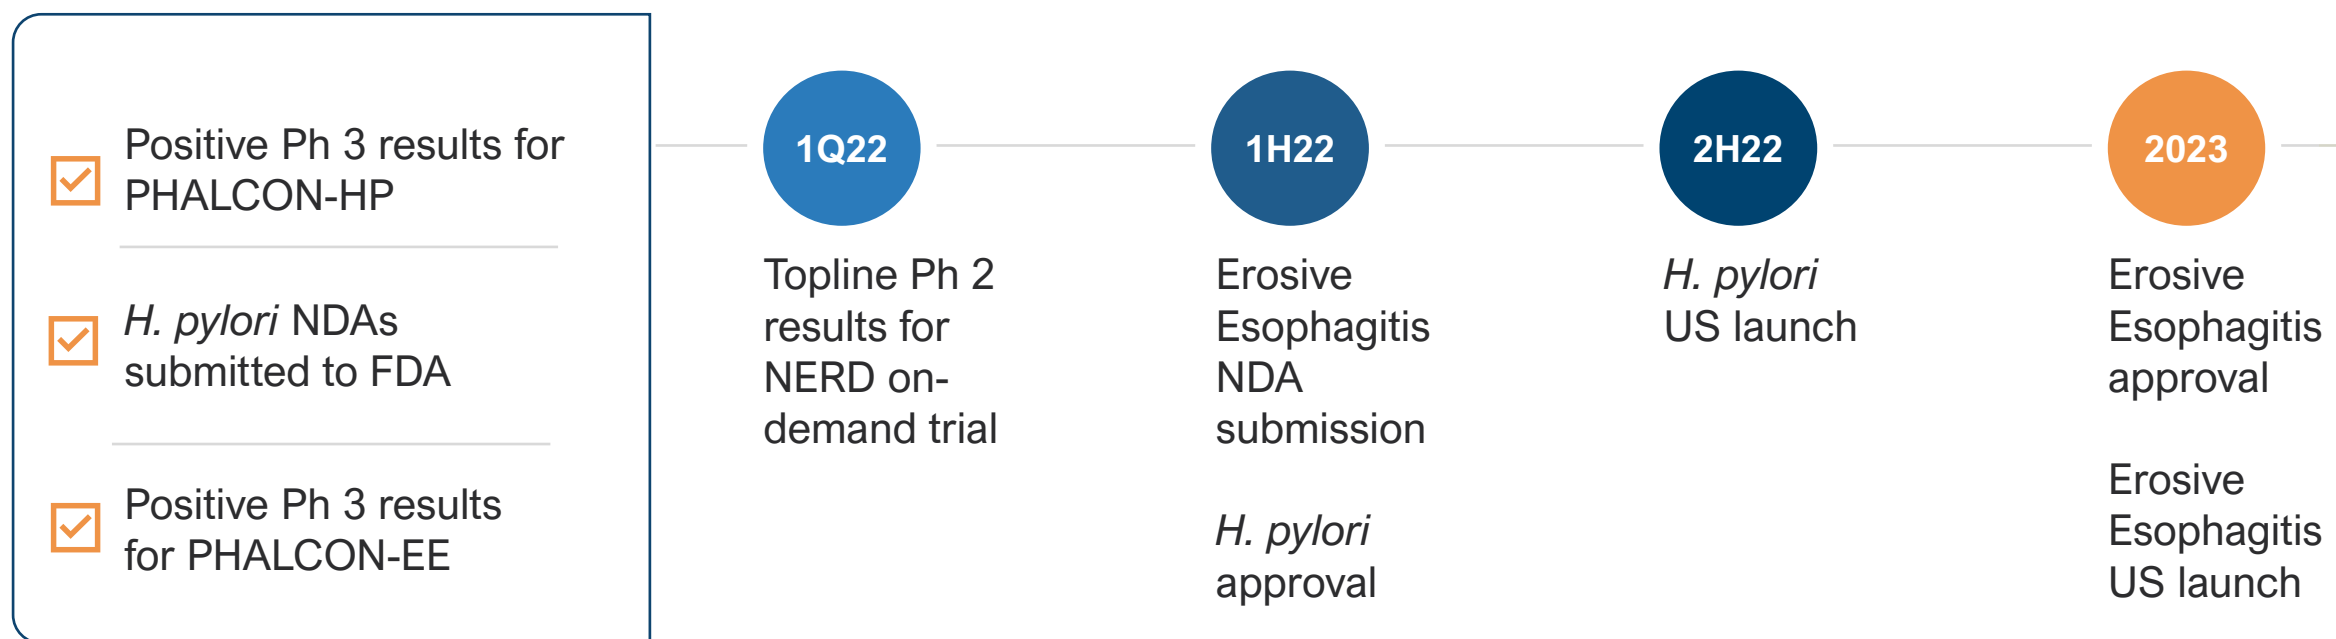 Positive Ph 3 results for
PHALCON-HP
H. pylori NDAs
submitted to FDA
Positive Ph 3 results
for PHALCON-EE
1Q22
Topline Ph 2
results for
NERD on-
demand trial
1H22
Erosive
Esophagitis
NDA
submission
H. pylori
approval
2H22
H. pylori
US launch
2023
Erosive
Esophagitis
approval
Erosive
Esophagitis
US launch